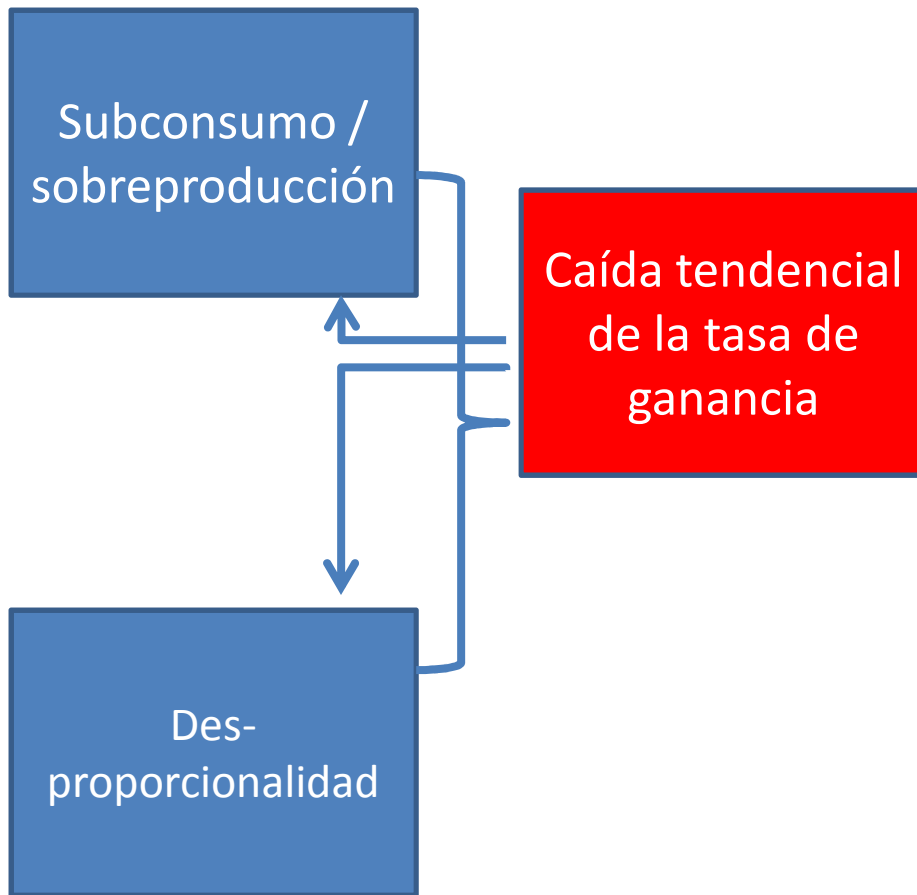 Subconsumo /
sobreproducción
Caída tendencial
de la tasa de
ganancia
Des-
proporcionalidad